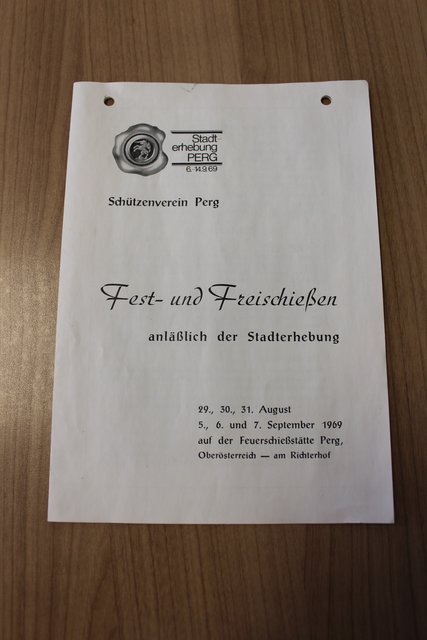 Stadt-
erhebung
PERG
6.-14.9.69
Schützenverein Perg
Fest- und Freischießen
anläßlich der Stadterhebung
29., 30., 31. August
5., 6. und 7. September 1969
auf der Feuerschießstätte Perg,
Oberösterreich — am Richterhof